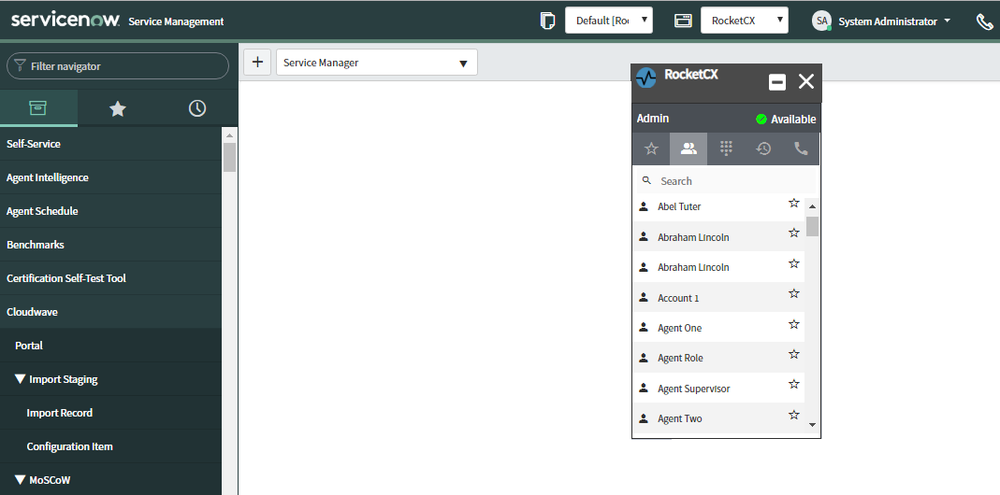 servicenow Service Management
Default [Ro
RocketCX
SA System Administrator
Filter navigator
Self-Service
Agent Intelligence
Agent Schedule
Benchmarks
Certification Self-Test Tool
Cloudwave
Portal
Import Staging
Import Record
Configuration Item
MoSCoW
+ Service Manager
RocketCX
Admin Available
Search
Abel Tuter
Abraham Lincoln
Abraham Lincoln
Account 1
Agent One
Agent Role
Agent Supervisor
Agent Two